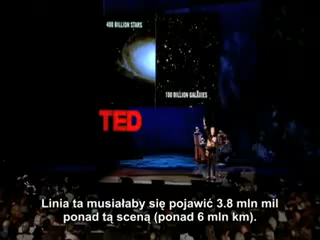 400 BILLION STARS
100 BILLION GALAXIES
TED
Linia ta musiałaby się pojawić 3.8 mln mil
ponad tą sceną (ponad 6 mln km).